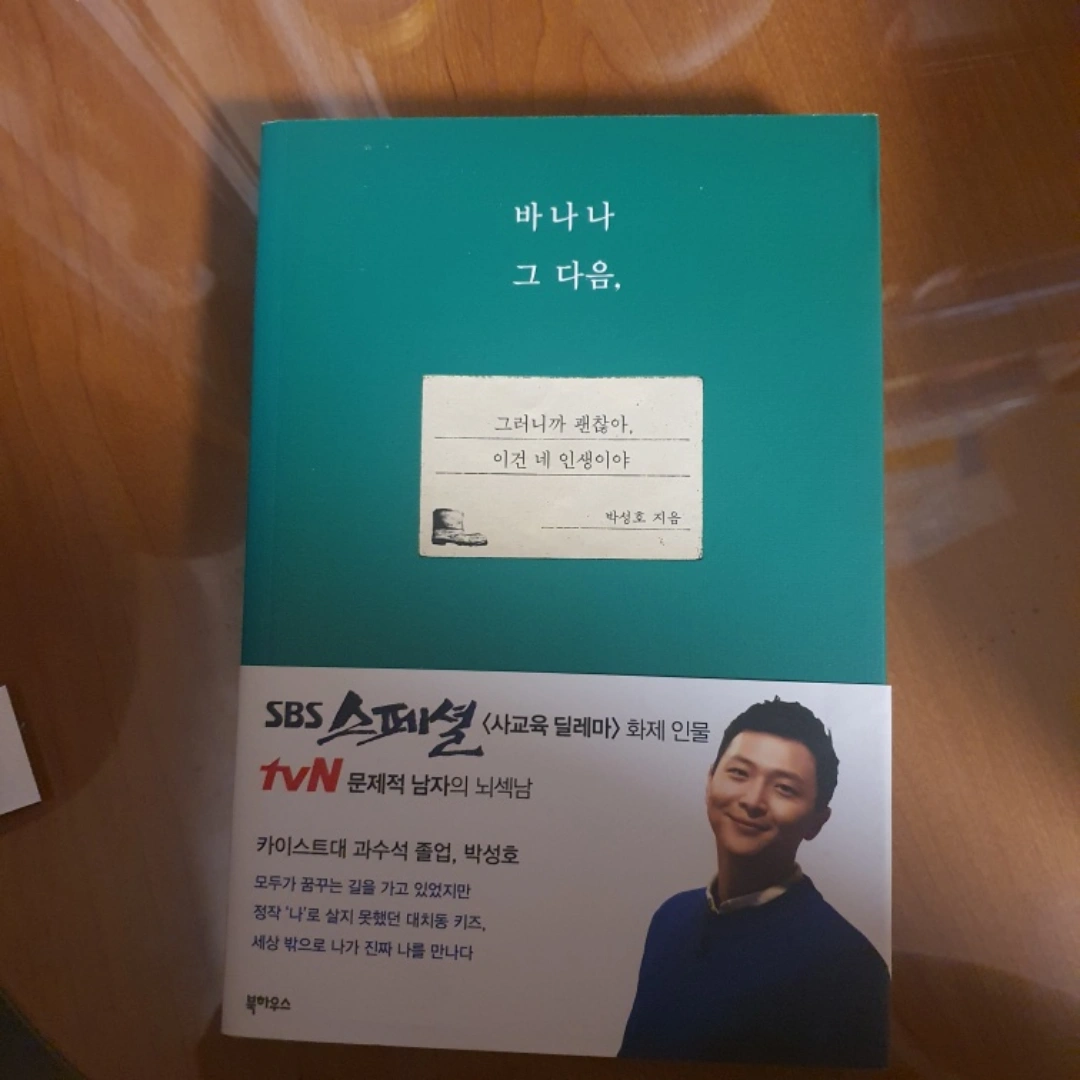 바나나
그 다음,
그러니까 괜찮아,
이건 네 인생이야
박성호 지음
SBS 스페셜 <사교육 딜레마> 화제 인물
tvN 문제적 남자의 뇌섹남
카이스트대 과수석 졸업, 박성호
모두가 꿈꾸는 길을 가고 있었지만
정작 '나'로 살지 못했던 대치동 키즈,
세상 밖으로 나가 진짜 나를 만나다
북하우스